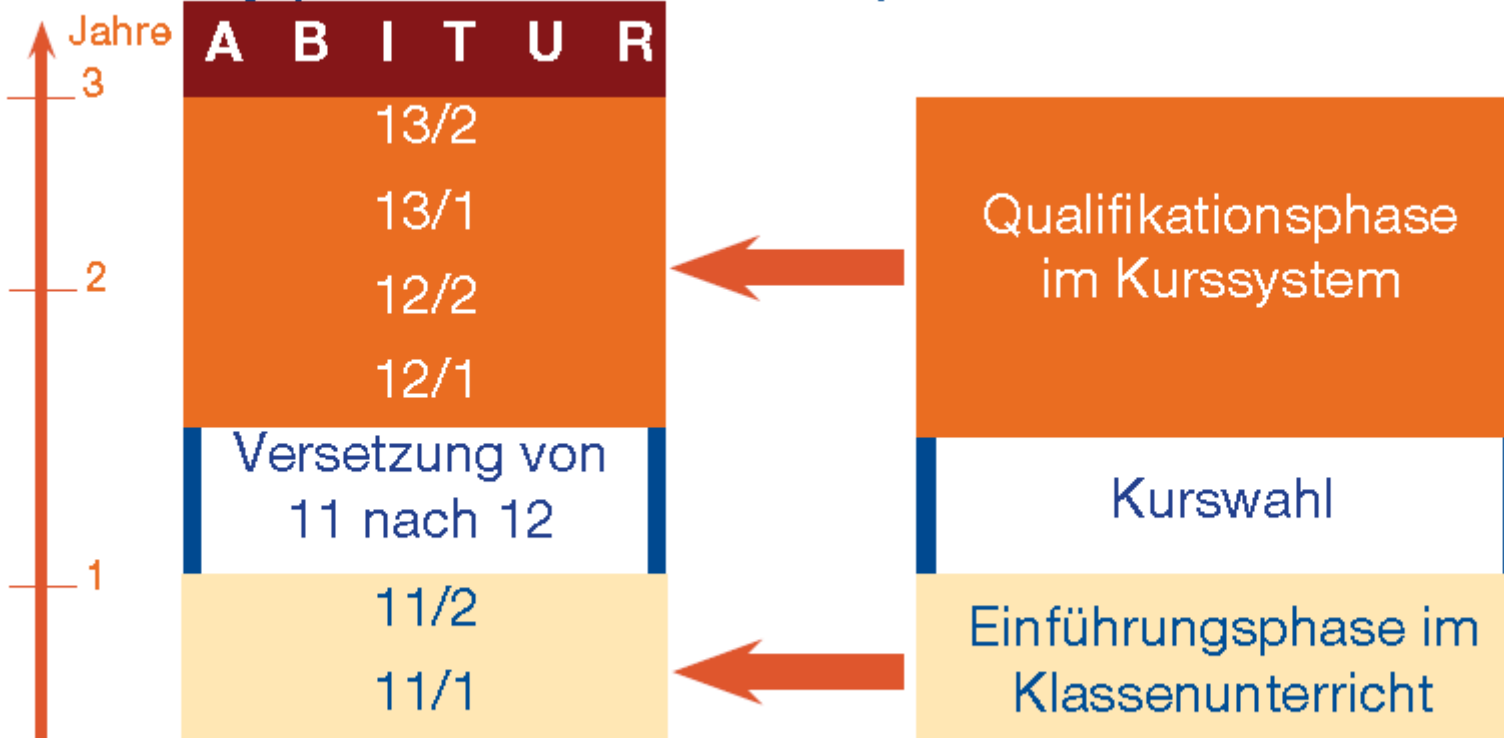 Jahre
3
2
1
A B I T U R
13/2
13/1
12/2
12/1
Versetzung von
11 nach 12
11/2
11/1
Qualifikationsphase
im Kurssystem
Kurswahl
Einführungsphase im
Klassenunterricht